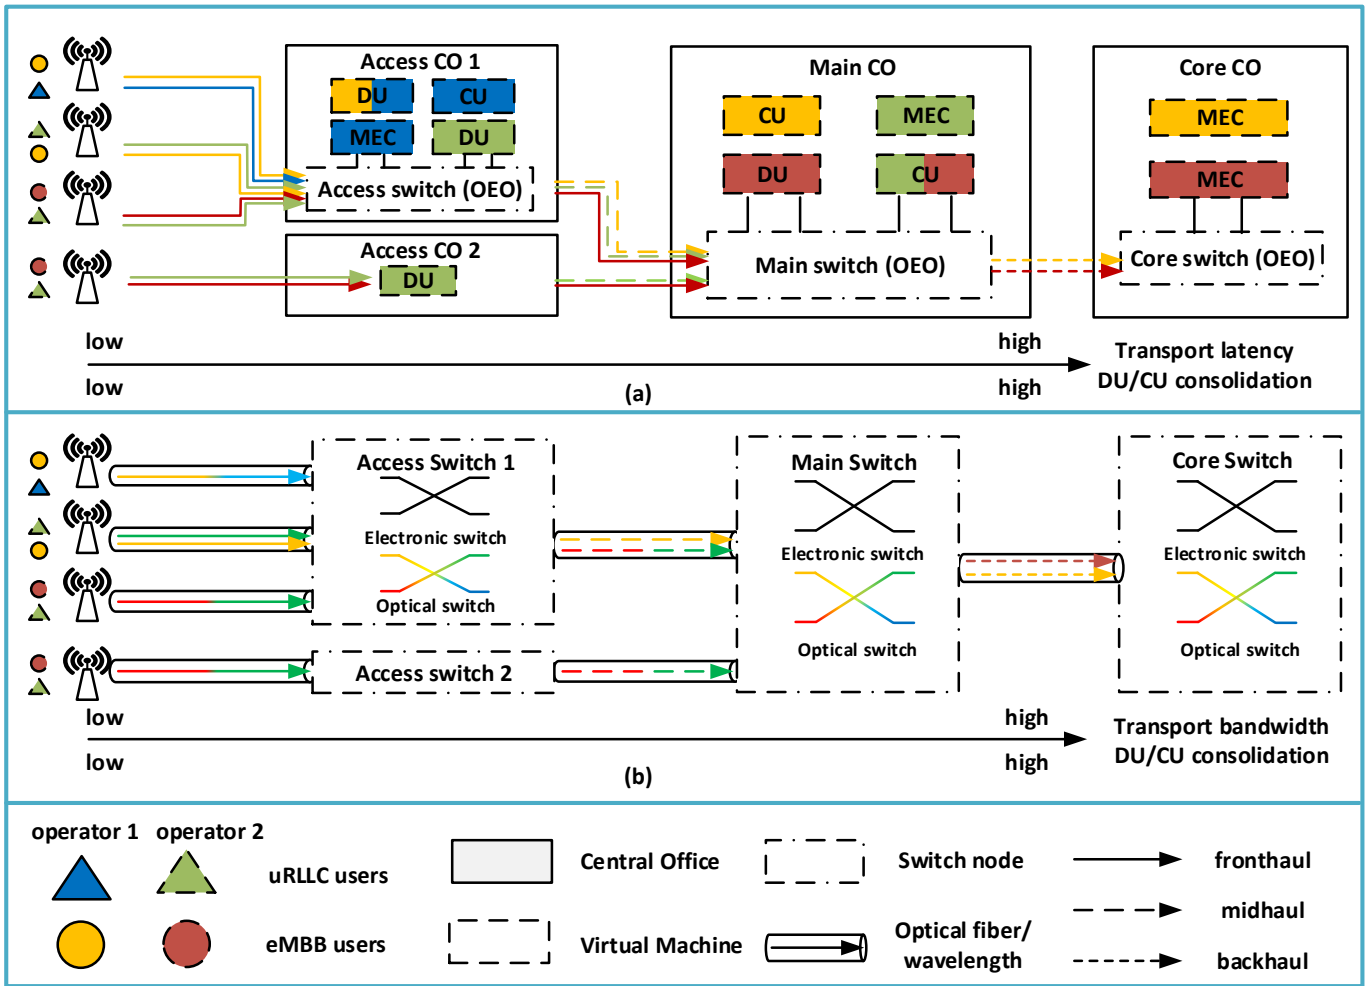 Access CO 1
DU
CU
MEC
DU
Access switch (OEO)
Access CO 2
DU
Main CO
CU
MEC
DU
CU
Main switch (OEO)
Core CO
MEC
MEC
Core switch (OEO)
low
high
Transport latency
low
high
DU/CU consolidation
(a)
Access Switch 1
Electronic switch
Optical switch
Access switch 2
Main Switch
Electronic switch
Optical switch
Core Switch
Electronic switch
Optical switch
low
high
Transport bandwidth
low
high
DU/CU consolidation
(b)
operator 1
operator 2
uRLLC users
eMBB users
Central Office
Virtual Machine
Switch node
Optical fiber/
wavelength
fronthaul
midhaul
backhaul